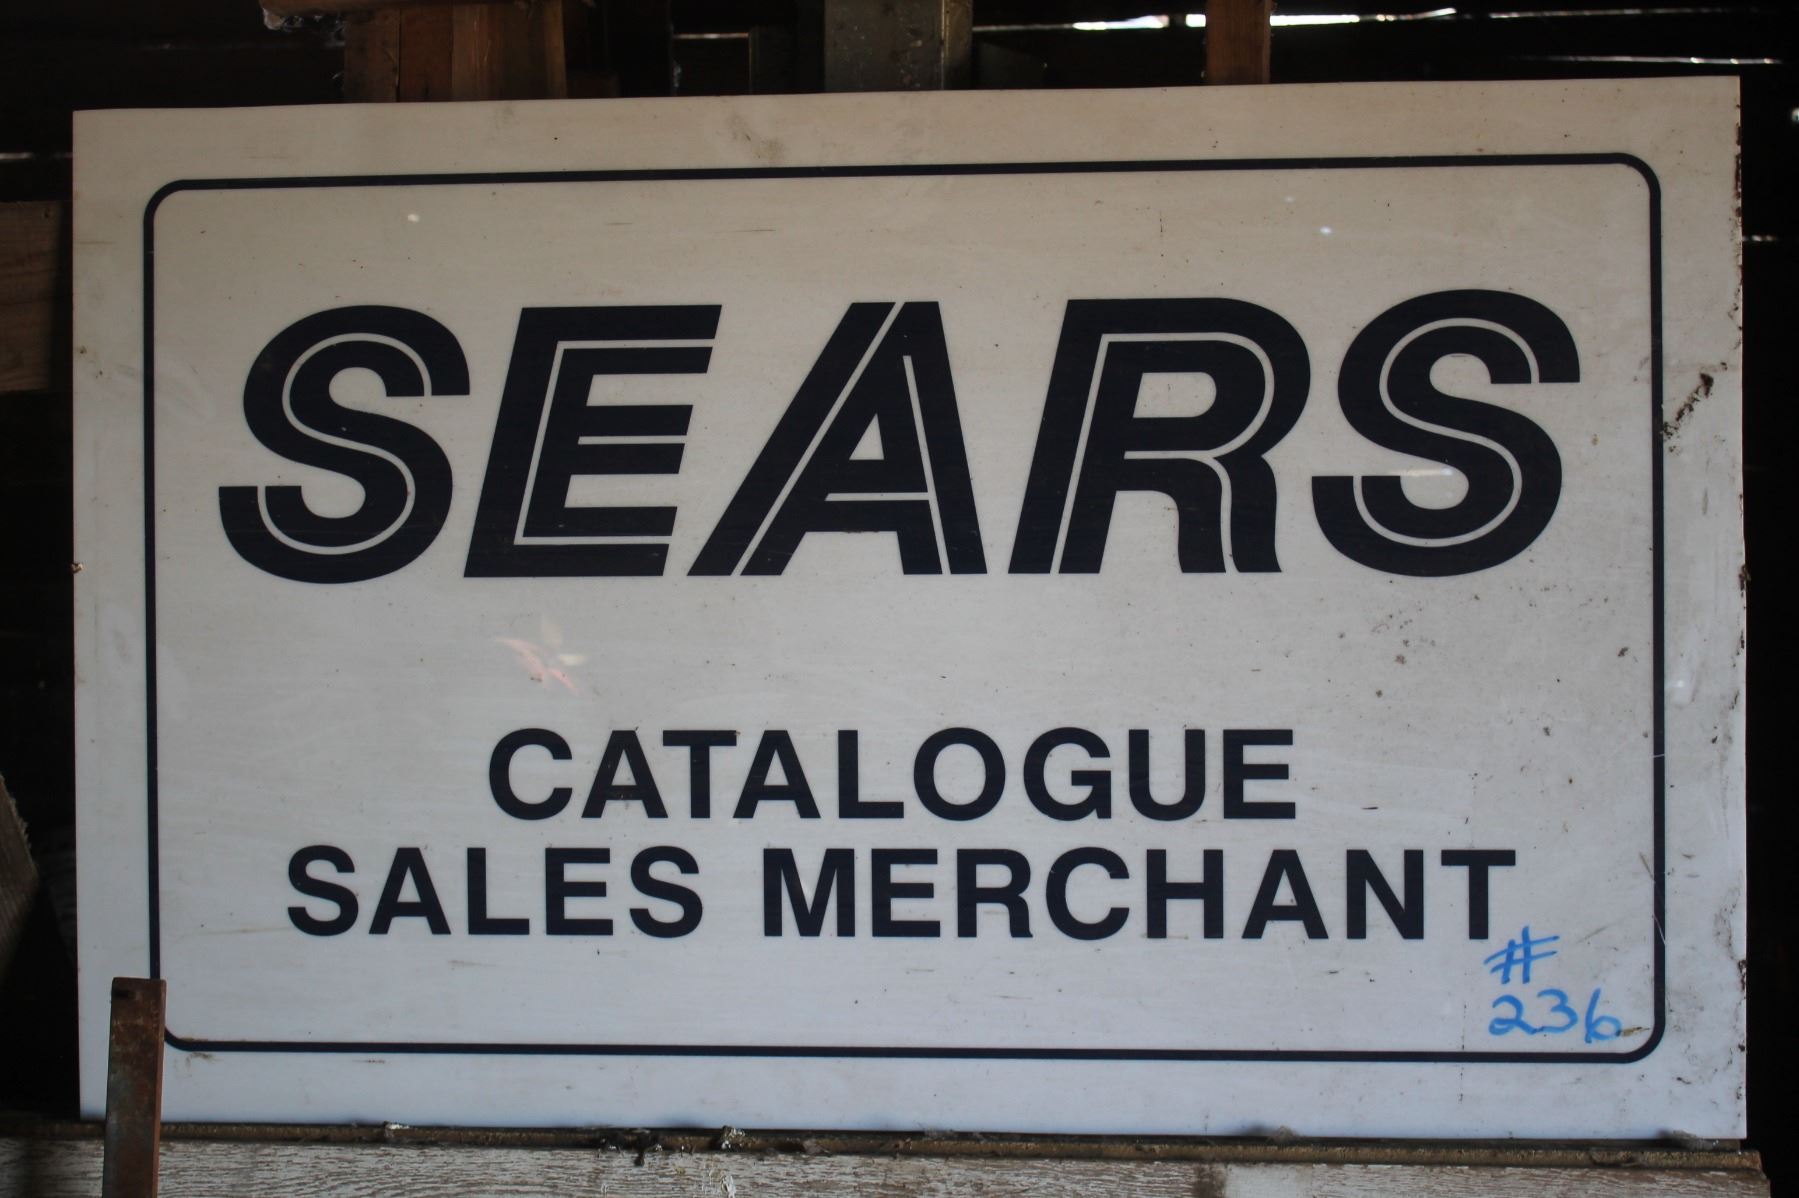 SEARS
CATALOGUE
SALES MERCHANT
#
236